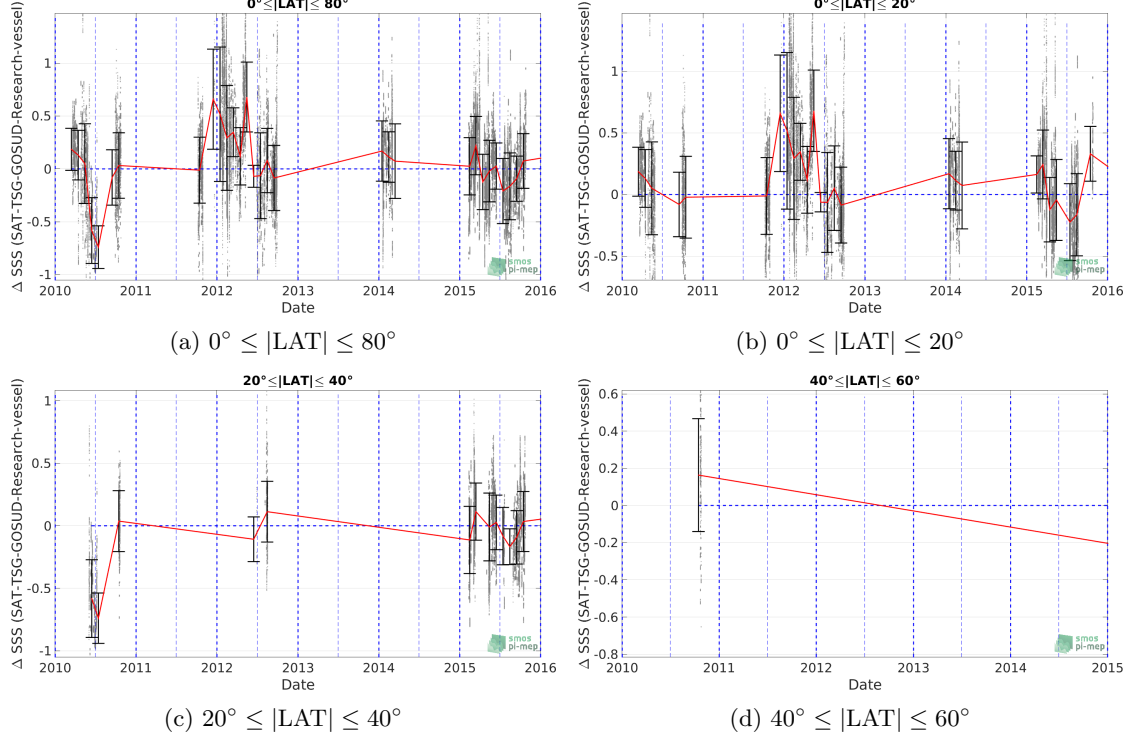 0°≤|LAT|≤ 80°
Δ SSS (SAT-TSG-GOSUD-Research-vessel)
1
0.5
0
-0.5
-1
2010 2011 2012 2013 2014 2015 2016
Date
smos
pi-mep
(a) 0° ≤ |LAT| ≤ 80°
0°≤|LAT|≤ 20°
Δ SSS (SAT-TSG-GOSUD-Research-vessel)
1
0.5
0
-0.5
2010 2011 2012 2013 2014 2015 2016
Date
smos
pi-mep
(b) 0° ≤ |LAT| ≤ 20°
20°≤|LAT|≤ 40°
Δ SSS (SAT-TSG-GOSUD-Research-vessel)
1
0.5
0
-0.5
-1
2010 2011 2012 2013 2014 2015 2016
Date
smos
pi-mep
(c) 20° ≤ |LAT| ≤ 40°
40°≤|LAT|≤ 60°
Δ SSS (SAT-TSG-GOSUD-Research-vessel)
0.6
0.4
0.2
0
-0.2
-0.4
-0.6
-0.8
2010 2011 2012 2013 2014 2015
Date
smos
pi-mep
(d) 40° ≤ |LAT| ≤ 60°